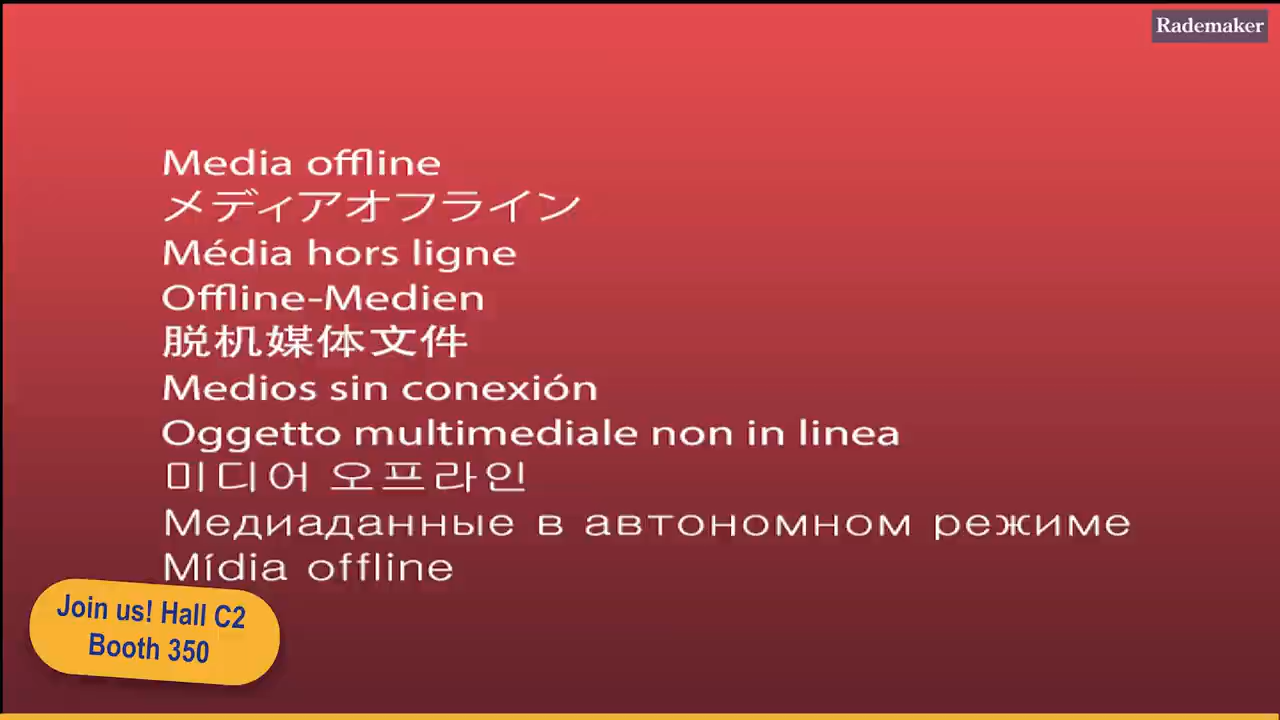 Rademaker
Media offline
メディアオフライン
Média hors ligne
Offline-Medien
脱机媒体文件
Medios sin conexión
Oggetto multimediale non in linea
미디어 오프라인
Медиаданные в автономном режиме
Mídia offline
Join us! Hall C2
Booth 350